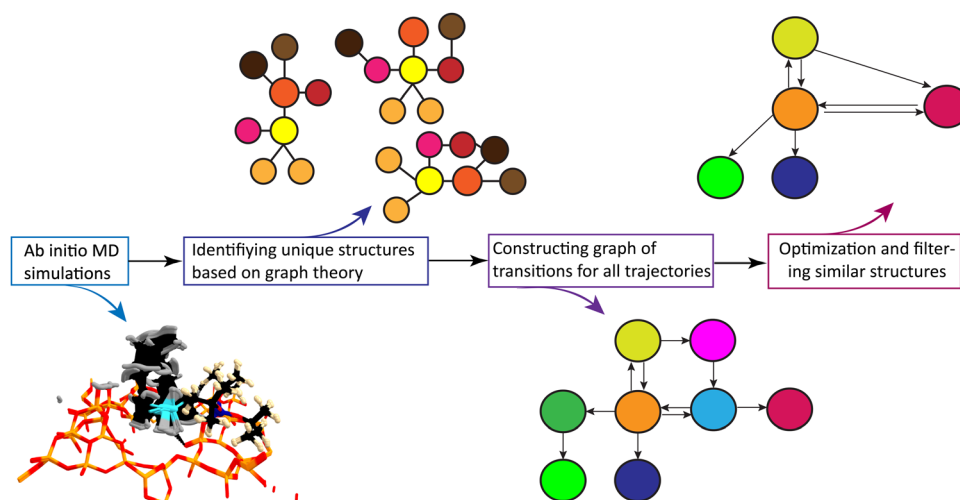 Ab initio MD
simulations
Identifiying unique structures
based on graph theory
Constructing graph of
transitions for all trajectories
Optimization and filter-
ing similar structures